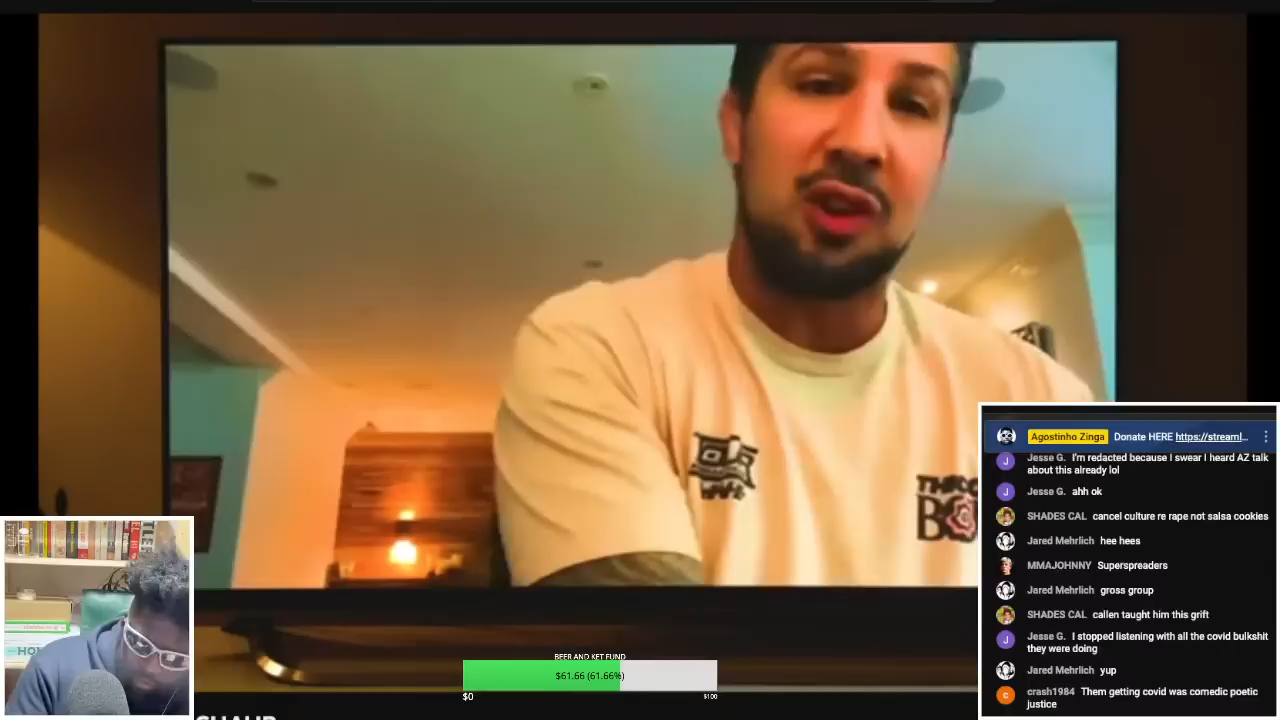 Agostinho Zinga Donate HERE https://streaml...
Jesse G. I'm redacted because I swear I heard AZ talk
about this already lol
Jesse G. ahh ok
SHADES CAL cancel culture re rape not salsa cookies
Jared Mehrlich hee hees
MMAJOHNNY Superspreaders
Jared Mehrlich gross group
SHADES CAL callen taught him this grift
Jesse G. I stopped listening with all the covid bulkshit
they were doing
Jared Mehrlich yup
crash1984 Them getting covid was comedic poetic
justice
BEER AND KET FUND
$61.66 (61.66%)
$0
$100